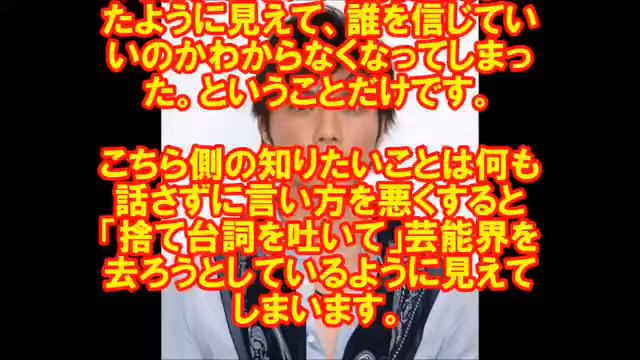 たように見えて、誰を信じてい
いのかわからなくなってしまっ
た。ということだけです。
こちら側の知りたいことは何も
話さずに言い方を悪くすると
「捨て台詞を吐いて」芸能界を
去ろうとしているように見えて
しまいます。